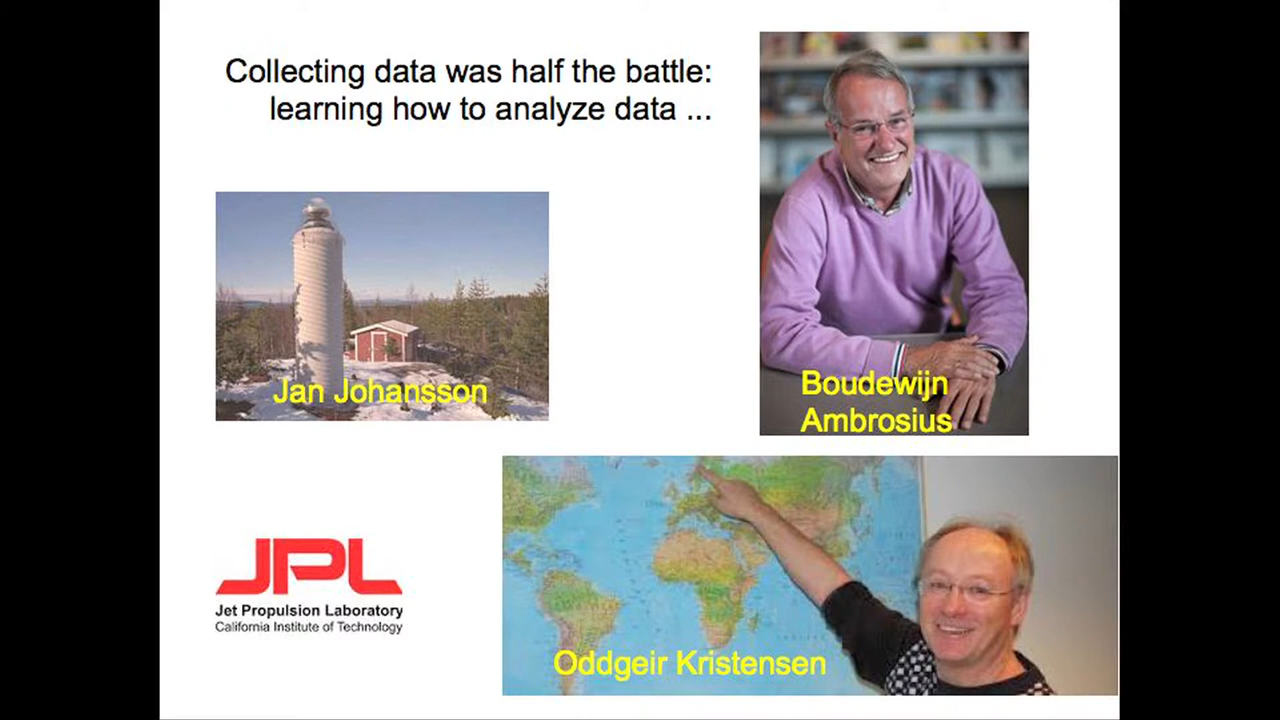 Collecting data was half the battle:
learning how to analyze data ...
Jan Johansson
Boudewijn
Ambrosius
JPL
Jet Propulsion Laboratory
California Institute of Technology
Oddgeir Kristensen